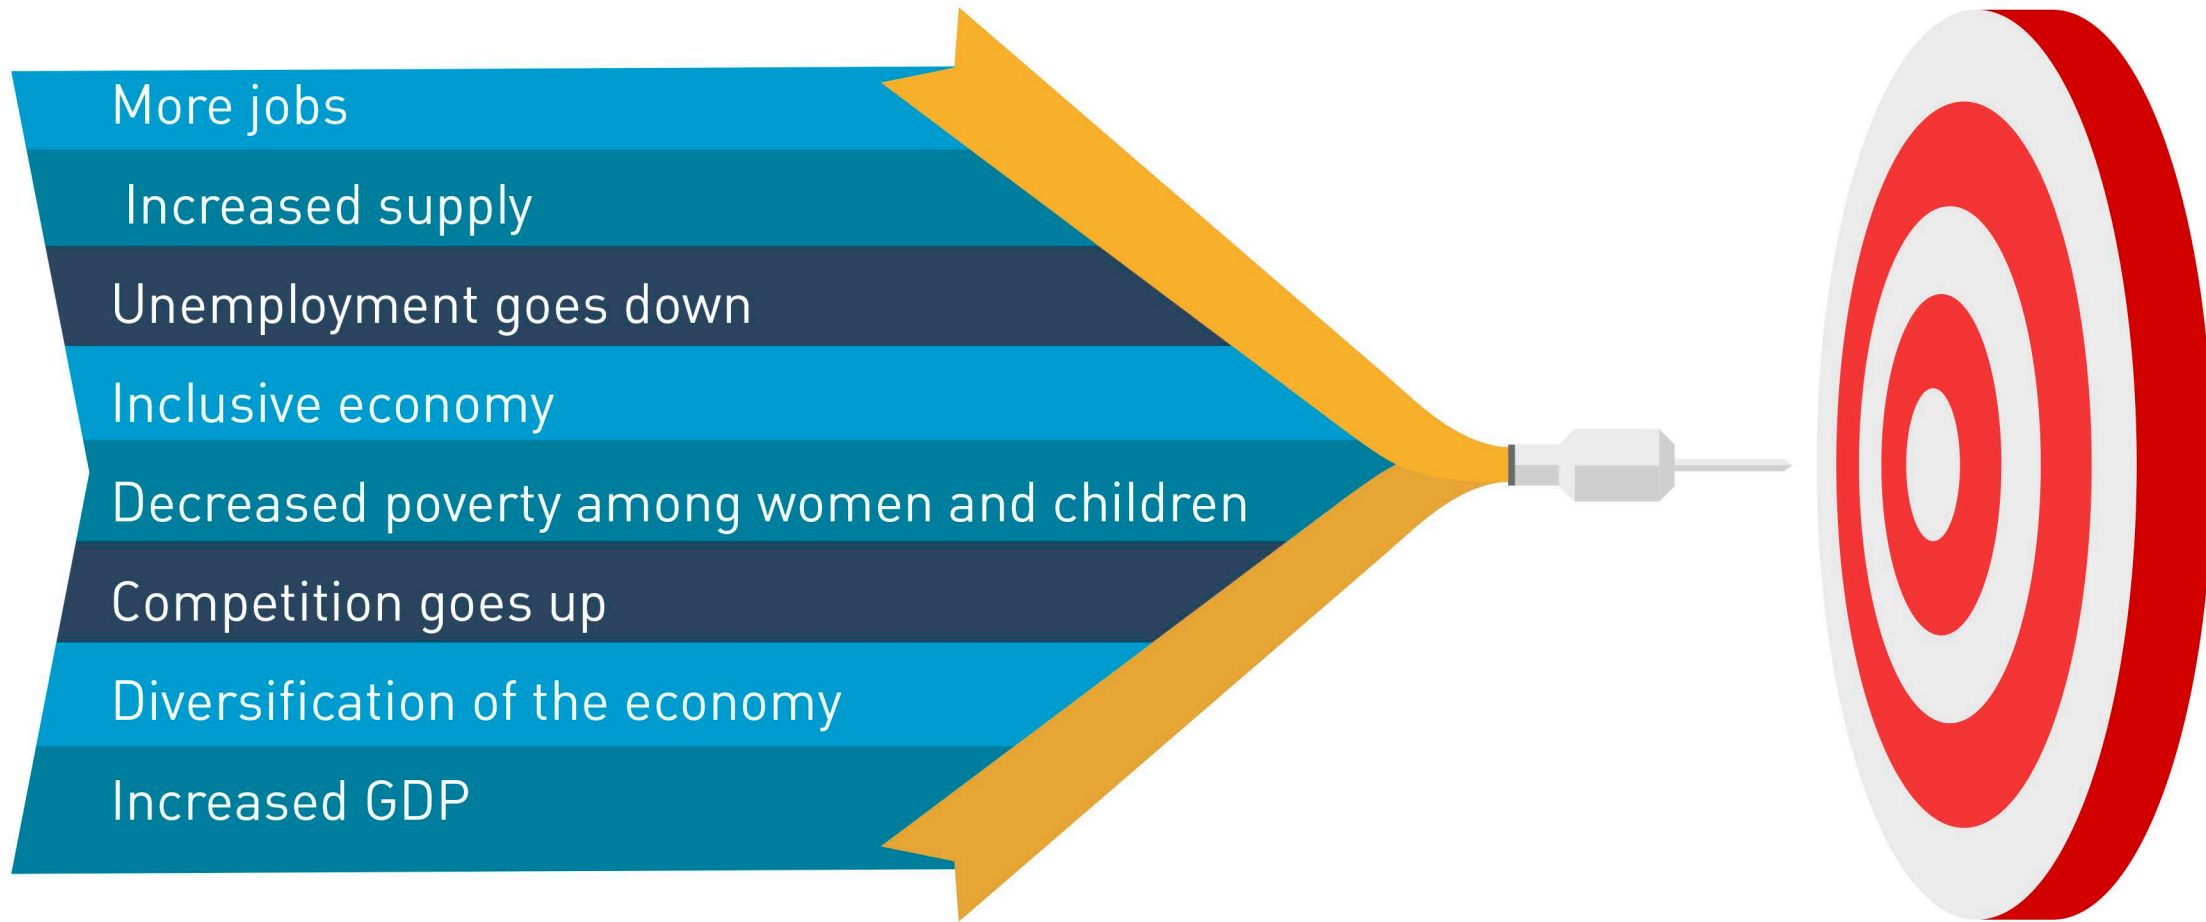 More jobs
Increased supply
Unemployment goes down
Inclusive economy
Decreased poverty among women and children
Competition goes up
Diversification of the economy
Increased GDP